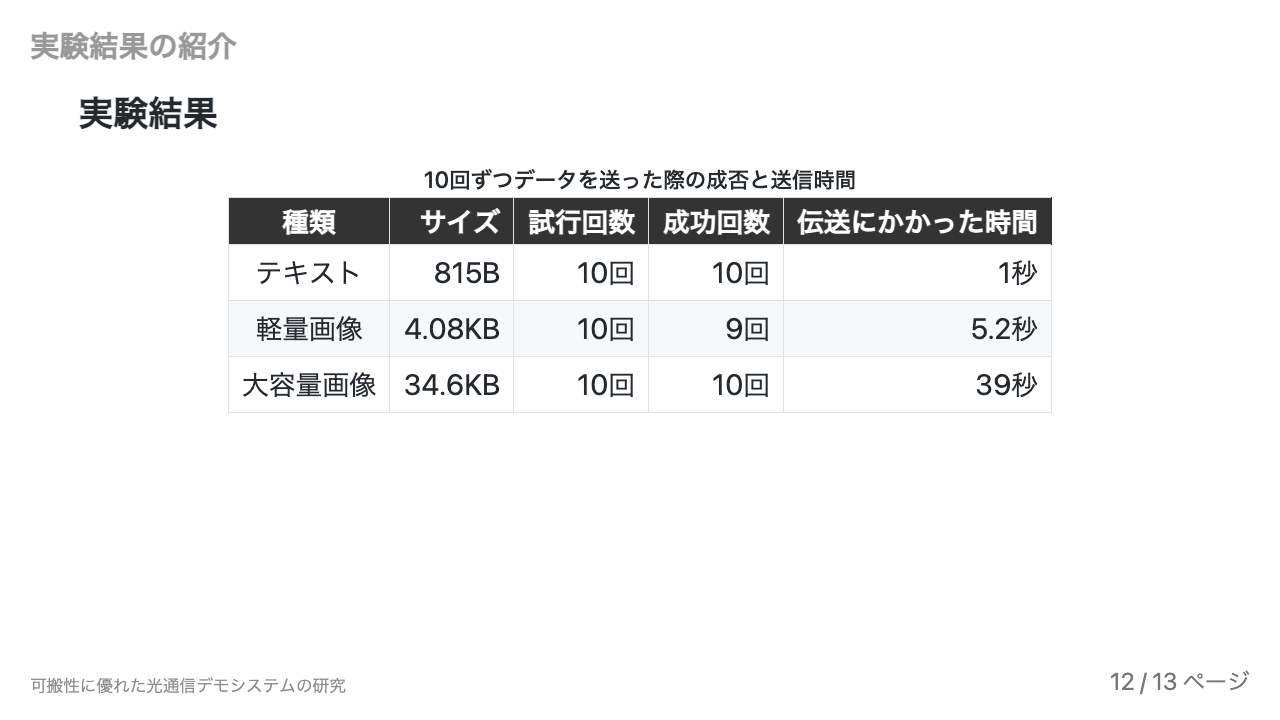 実験結果の紹介
実験結果
10回ずつデータを送った際の成否と送信時間
種類 サイズ 試行回数 成功回数 伝送にかかった時間
テキスト 815B 10回 10回 1秒
軽量画像 4.08KB 10回 9回 5.2秒
大容量画像 34.6KB 10回 10回 39秒
可搬性に優れた光通信デモシステムの研究
12 / 13 ページ